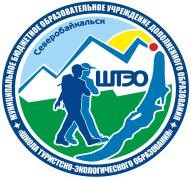 МУНИЦИПАЛЬНОЕ БЮДЖЕТНОЕ ОБРАЗОВАТЕЛЬНОЕ УЧРЕЖДЕНИЕ ДОПОЛНИТЕЛЬНОГО ОБРАЗОВАНИЯ
Северобайкальск
ШТЭО
«ШКОЛА ТУРИСТСКО-ЭКОЛОГИЧЕСКОГО ОБРАЗОВАНИЯ»